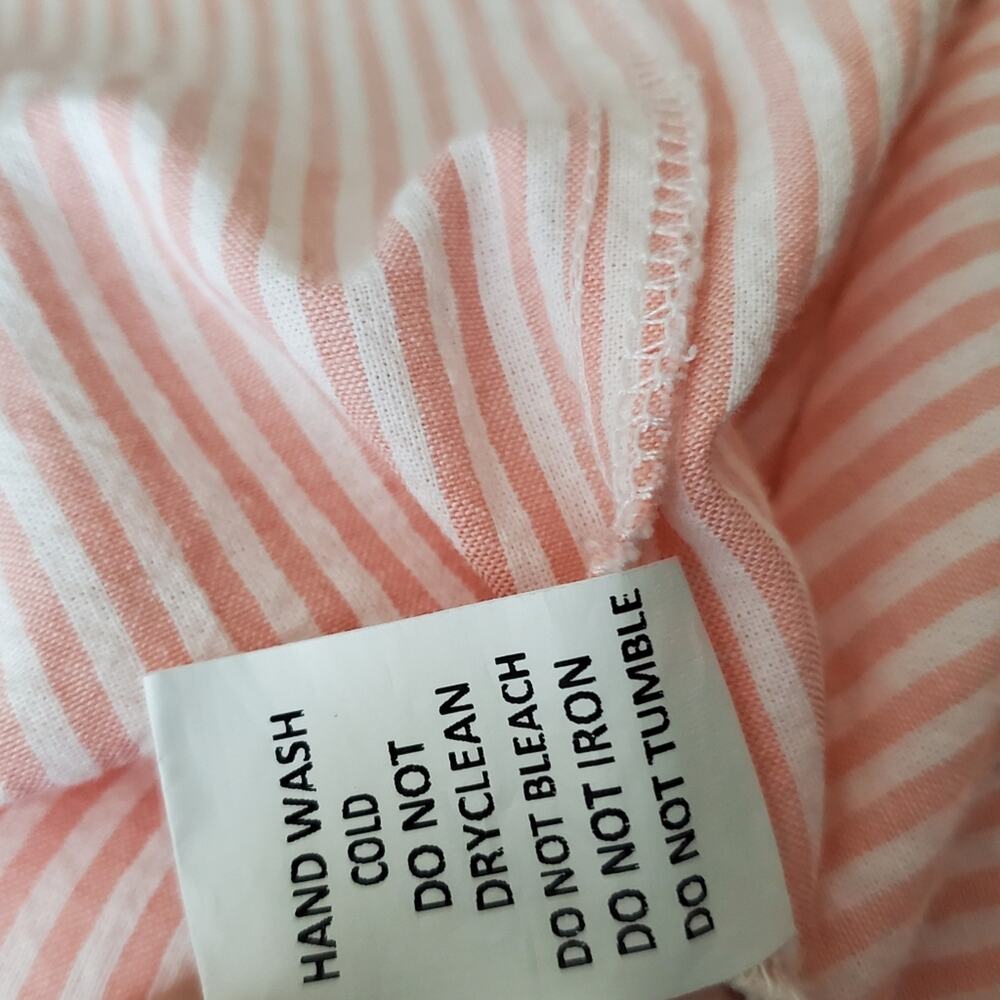 HAND WASH
COLD
DO NOT
DRYCLEAN
DO NOT BLEACH
DO NOT IRON
DO NOT TUMBLE